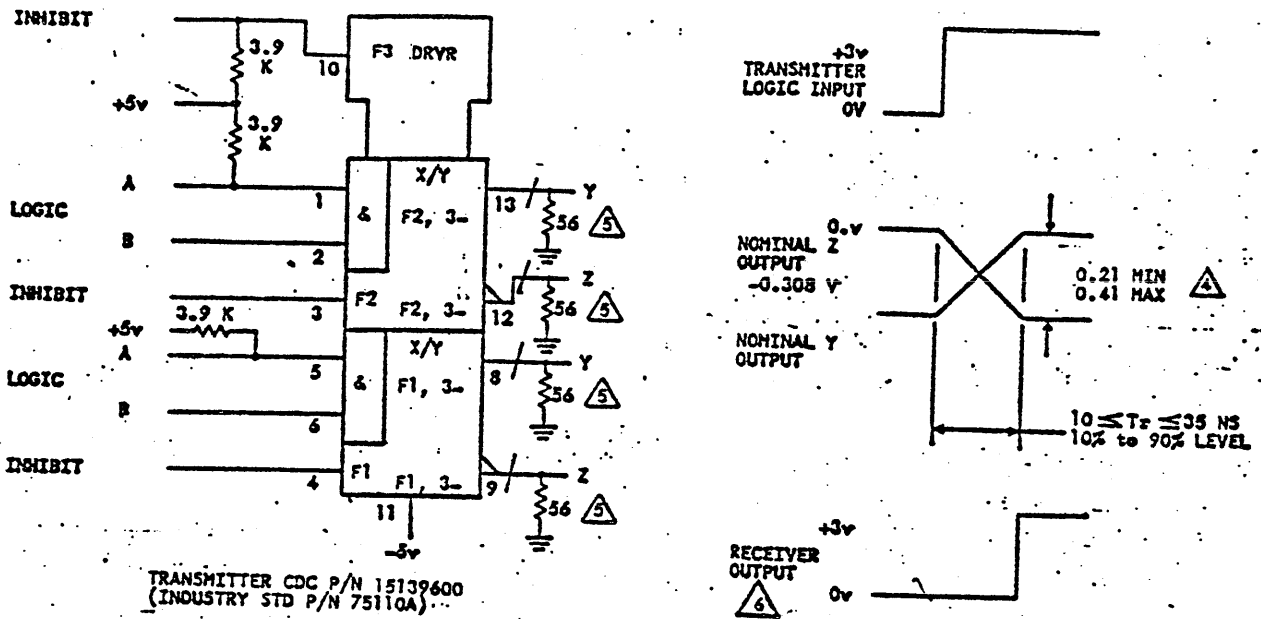 INHIBIT
3.9
K
10
F3 DRVR
+5v
3.9
K
A
1
X/Y
13
Y
LOGIC
&
F2, 3-
56
5
B
2
Z
INHIBIT
3
F2
F2, 3-
12
56
5
3.9 K
+5v
X/Y
A
5
8
Y
LOGIC
&
F1, 3-
56
5
B
6
INHIBIT
4
F1
F1, 3-
9
Z
11
56
5
-5v
TRANSMITTER CDC P/N 15139600
(INDUSTRY STD P/N 75110A)
+3v
TRANSMITTER
LOGIC INPUT
0V
0.v
NOMINAL Z
OUTPUT
-0.308 V
0.21 MIN
0.41 MAX
4
NOMINAL Y
OUTPUT
10 ≤ Tr ≤ 35 NS
10% to 90% LEVEL
+3v
RECEIVER
OUTPUT
6
0v